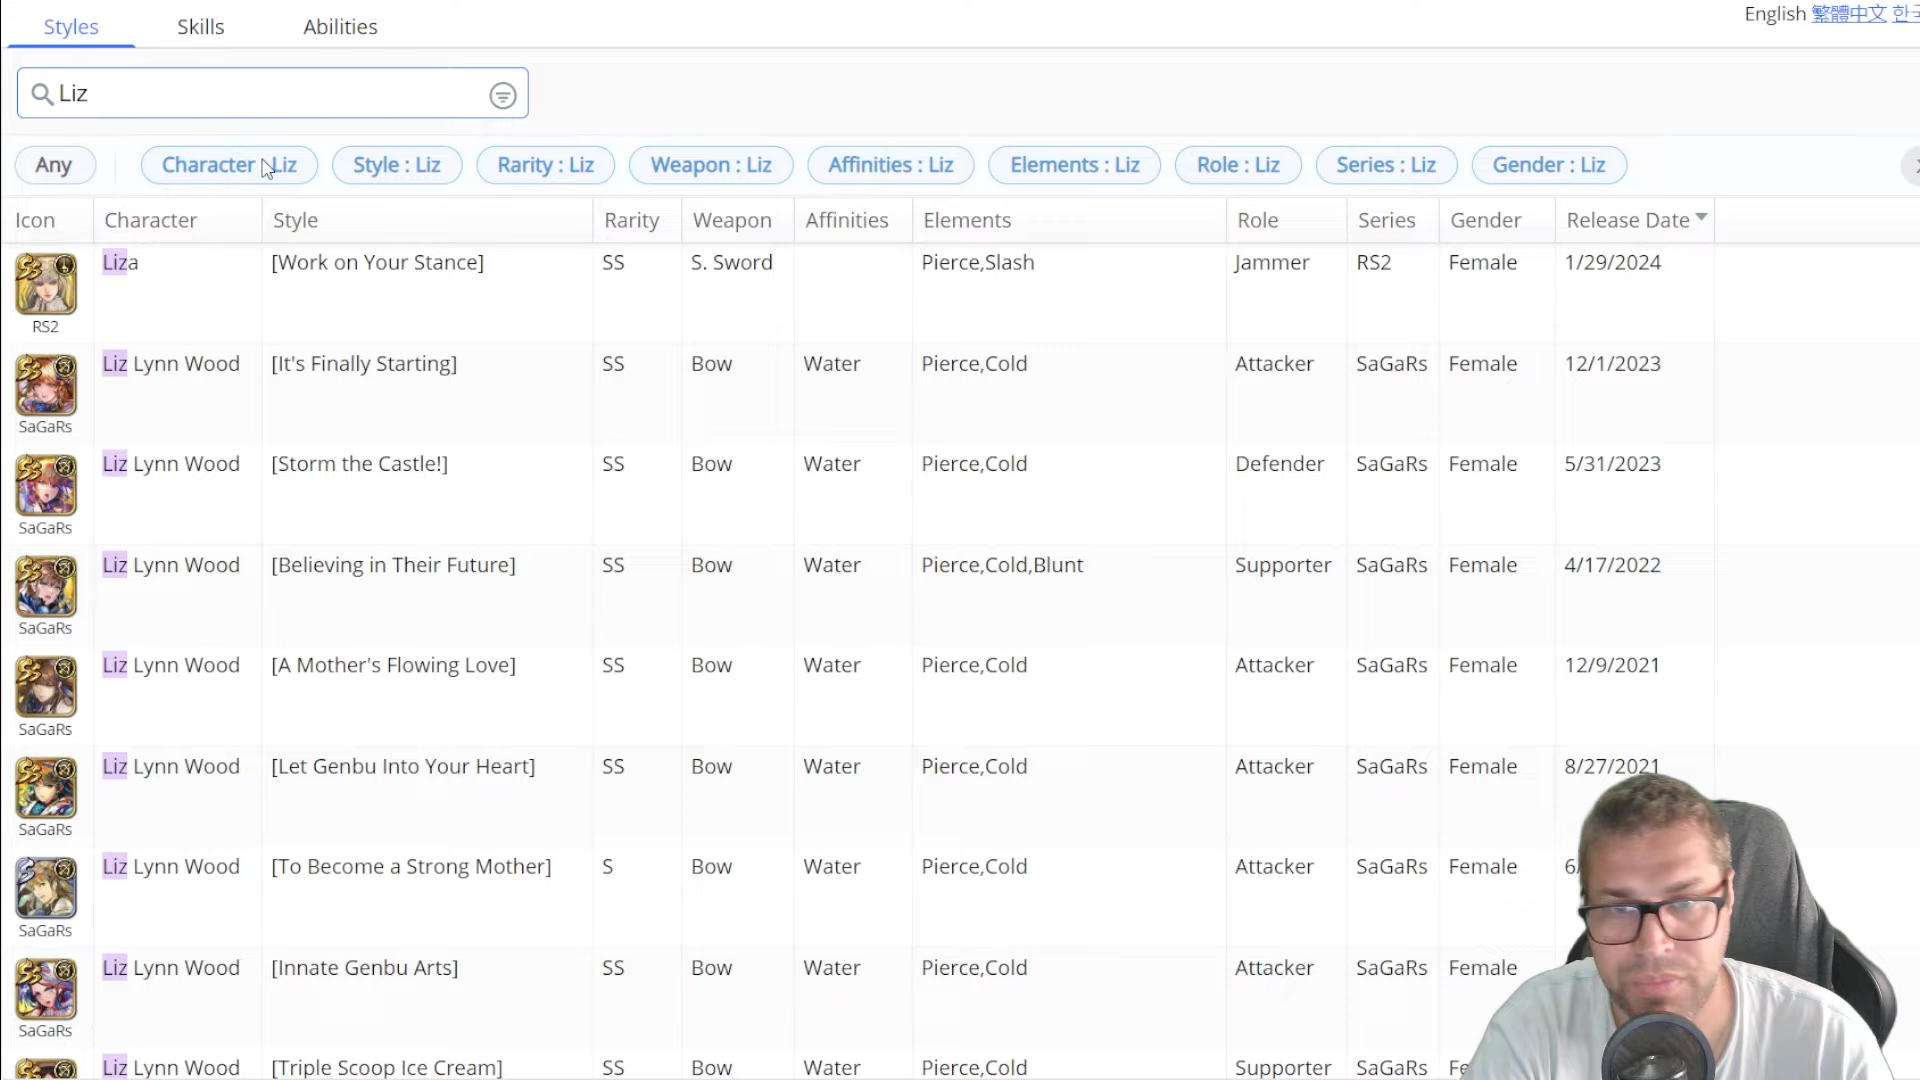 Styles Skills Abilities English 繁體中文
Liz
Any Character : Liz Style : Liz Rarity : Liz Weapon : Liz Affinities : Liz Elements : Liz Role : Liz Series : Liz Gender : Liz
Icon Character Style Rarity Weapon Affinities Elements Role Series Gender Release Date
SS Liza [Work on Your Stance] SS S. Sword Pierce,Slash Jammer RS2 Female 1/29/2024
RS2
SS Liz Lynn Wood [It's Finally Starting] SS Bow Water Pierce,Cold Attacker SaGaRs Female 12/1/2023
SaGaRs
SS Liz Lynn Wood [Storm the Castle!] SS Bow Water Pierce,Cold Defender SaGaRs Female 5/31/2023
SaGaRs
SS Liz Lynn Wood [Believing in Their Future] SS Bow Water Pierce,Cold,Blunt Supporter SaGaRs Female 4/17/2022
SaGaRs
SS Liz Lynn Wood [A Mother's Flowing Love] SS Bow Water Pierce,Cold Attacker SaGaRs Female 12/9/2021
SaGaRs
SS Liz Lynn Wood [Let Genbu Into Your Heart] SS Bow Water Pierce,Cold Attacker SaGaRs Female 8/27/2021
SaGaRs
S Liz Lynn Wood [To Become a Strong Mother] S Bow Water Pierce,Cold Attacker SaGaRs Female 6/
SaGaRs
SS Liz Lynn Wood [Innate Genbu Arts] SS Bow Water Pierce,Cold Attacker SaGaRs Female
SaGaRs
Liz Lynn Wood [Triple Scoop Ice Cream] SS Bow Water Pierce,Cold Supporter SaGaRs Fe